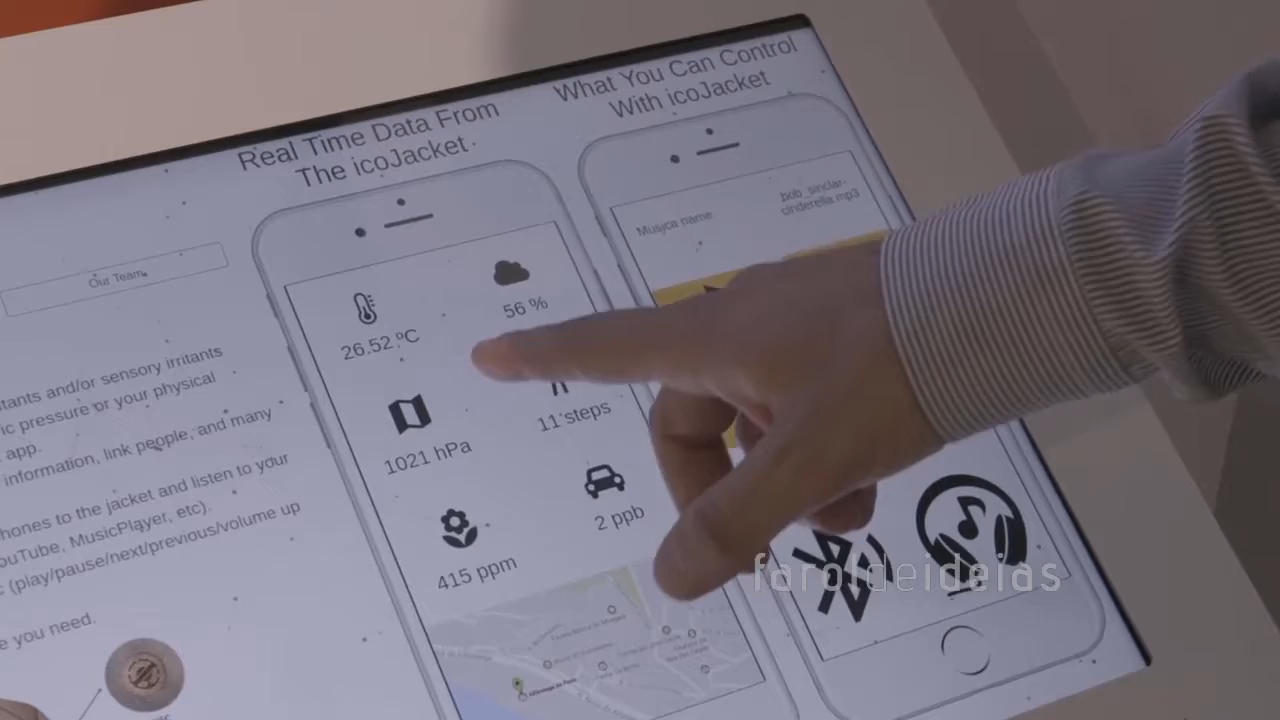 What You Can Control
With icoJacket
Real Time Data From
The icoJacket
bob_sinclar-
cinderella.mp3
Musica name
Our Team
56 %
26.52 ºC
11 steps
1021 hPa
2 ppb
415 ppm
tants and/or sensory irritants
ic pressure or your physical
app.
information, link people, and many
hones to the jacket and listen to your
ouTube, MusicPlayer, etc).
c (play/pause/next/previous/volume up
e you need.
faroldeideias